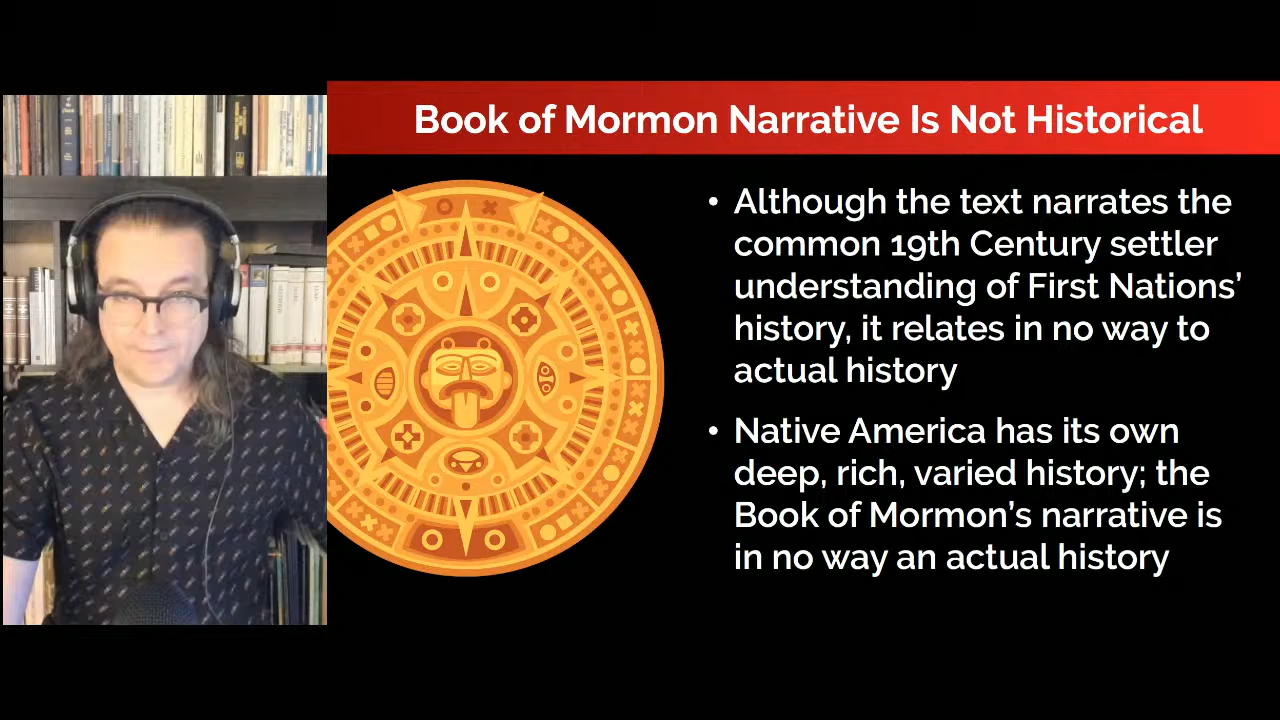 Book of Mormon Narrative Is Not Historical
• Although the text narrates the
common 19th Century settler
understanding of First Nations’
history, it relates in no way to
actual history
• Native America has its own
deep, rich, varied history; the
Book of Mormon’s narrative is
in no way an actual history